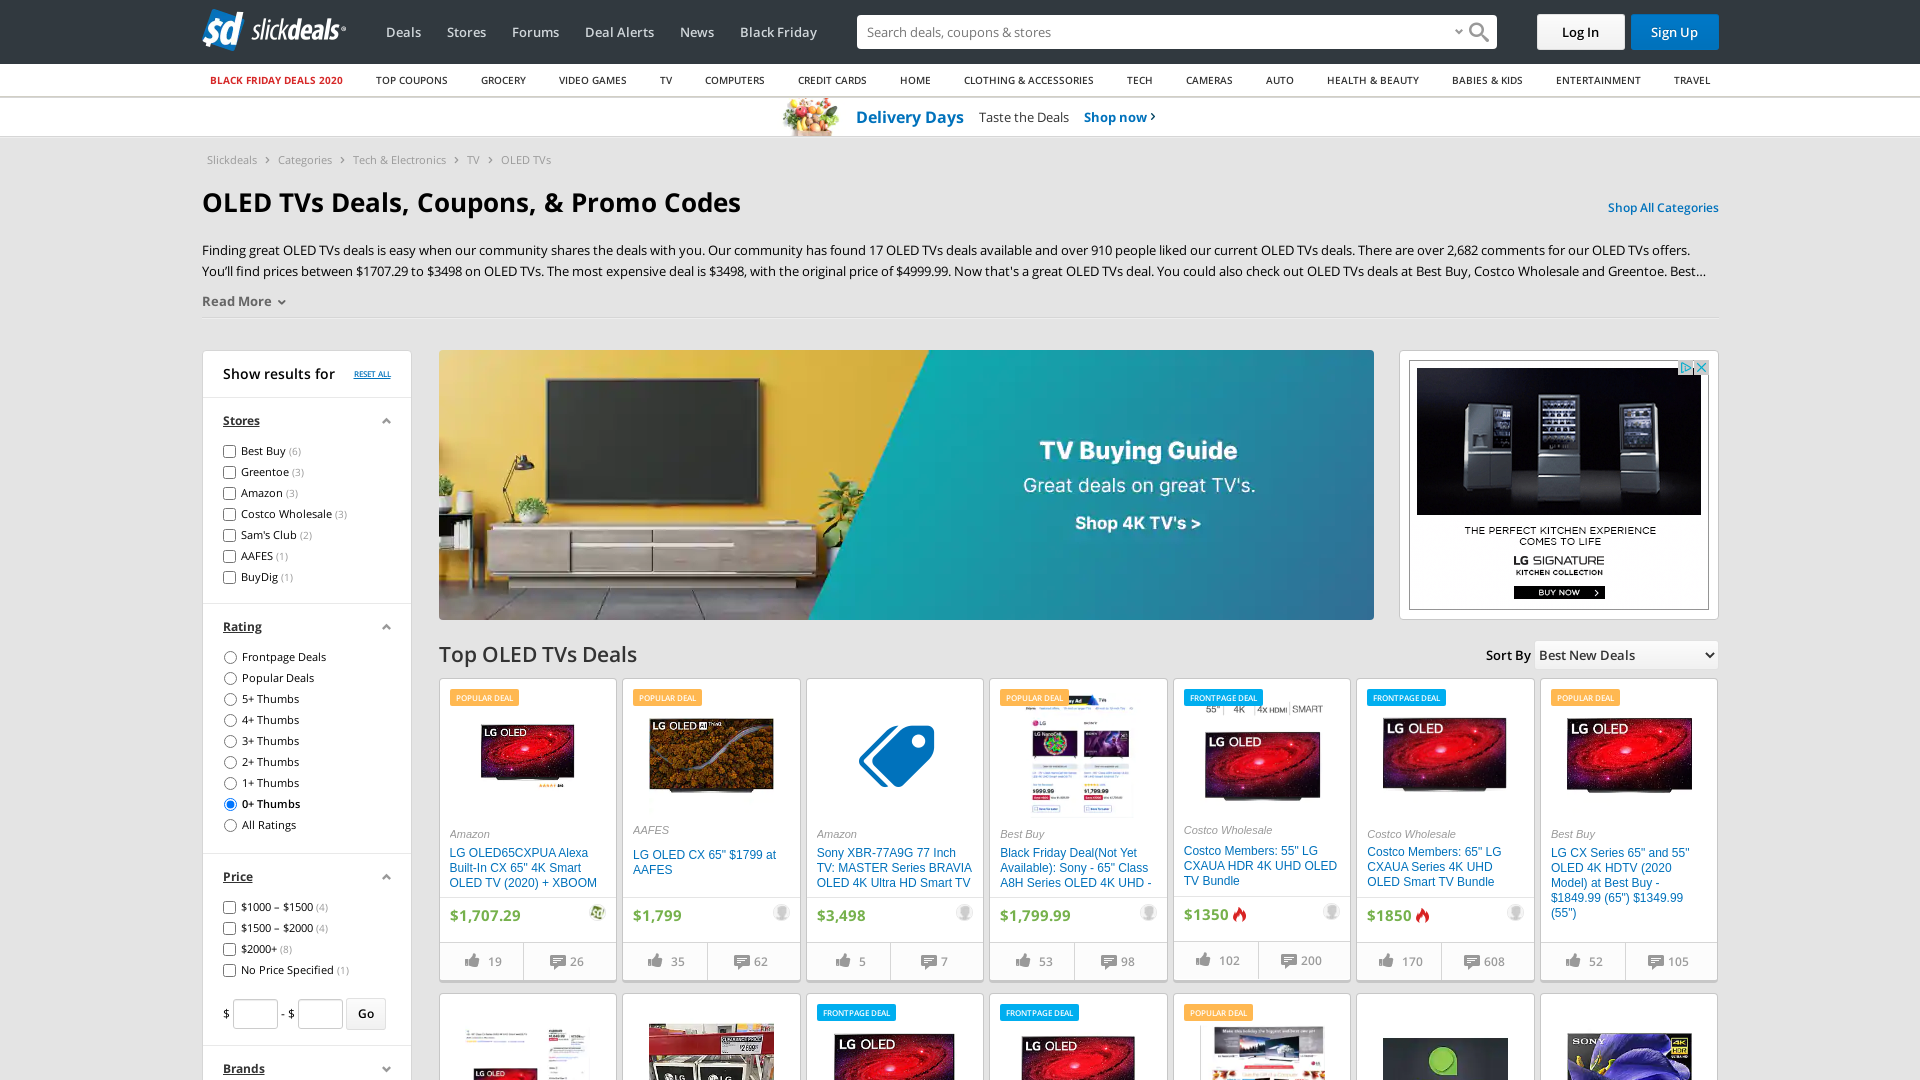 slickdeals
Deals
Stores
Forums
Deal Alerts
News
Black Friday
Search deals, coupons & stores
Log In
Sign Up
BLACK FRIDAY DEALS 2020
TOP COUPONS
GROCERY
VIDEO GAMES
TV
COMPUTERS
CREDIT CARDS
HOME
CLOTHING & ACCESSORIES
TECH
CAMERAS
AUTO
HEALTH & BEAUTY
BABIES & KIDS
ENTERTAINMENT
TRAVEL
Delivery Days Taste the Deals Shop now
Slickdeals > Categories > Tech & Electronics > TV > OLED TVs
OLED TVs Deals, Coupons, & Promo Codes
Shop All Categories
Finding great OLED TVs deals is easy when our community shares the deals with you. Our community has found 17 OLED TVs deals available and over 910 people liked our current OLED TVs deals. There are over 2,682 comments for our OLED TVs offers.
You'll find prices between $1707.29 to $3498 on OLED TVs. The most expensive deal is $3498, with the original price of $4999.99. Now that's a great OLED TVs deal. You could also check out OLED TVs deals at Best Buy, Costco Wholesale and Greentoe. Best…
Read More
Show results for
RESET ALL
Stores
Best Buy (6)
Greentoe (3)
Amazon (3)
Costco Wholesale (3)
Sam's Club (2)
AAFES (1)
BuyDig (1)
Rating
Frontpage Deals
Popular Deals
5+ Thumbs
4+ Thumbs
3+ Thumbs
2+ Thumbs
1+ Thumbs
0+ Thumbs
All Ratings
Price
$1000 – $1500 (4)
$1500 – $2000 (4)
$2000+ (8)
No Price Specified (1)
$ - $ Go
Brands
TV Buying Guide
Great deals on great TV's.
Shop 4K TV's >
THE PERFECT KITCHEN EXPERIENCE
COMES TO LIFE
LG SIGNATURE
KITCHEN COLLECTION
BUY NOW >
Top OLED TVs Deals
Sort By Best New Deals
POPULAR DEAL
LG OLED
Amazon
LG OLED65CXPUA Alexa
Built-In CX 65" 4K Smart
OLED TV (2020) + XBOOM
$1,707.29
19
26
POPULAR DEAL
LG OLED AI ThinQ
AAFES
LG OLED CX 65" $1799 at
AAFES
$1,799
35
62
Amazon
Sony XBR-77A9G 77 Inch
TV: MASTER Series BRAVIA
OLED 4K Ultra HD Smart TV
$3,498
5
7
POPULAR DEAL
$999.99
$1,799.99
Best Buy
Black Friday Deal(Not Yet
Available): Sony - 65" Class
A8H Series OLED 4K UHD -
$1,799.99
53
98
FRONTPAGE DEAL
55" 4K 4X HDMI SMART
LG OLED
Costco Wholesale
Costco Members: 55" LG
CXAUA HDR 4K UHD OLED
TV Bundle
$1350
102
200
FRONTPAGE DEAL
LG OLED
Costco Wholesale
Costco Members: 65" LG
CXAUA Series 4K UHD
OLED Smart TV Bundle
$1850
170
608
POPULAR DEAL
LG OLED
Best Buy
LG CX Series 65" and 55"
OLED 4K HDTV (2020
Model) at Best Buy -
$1849.99 (65") $1349.99
(55")
52
105
LG OLED
LG
LG
FRONTPAGE DEAL
LG OLED
FRONTPAGE DEAL
LG OLED
POPULAR DEAL
SONY
4K
HDR